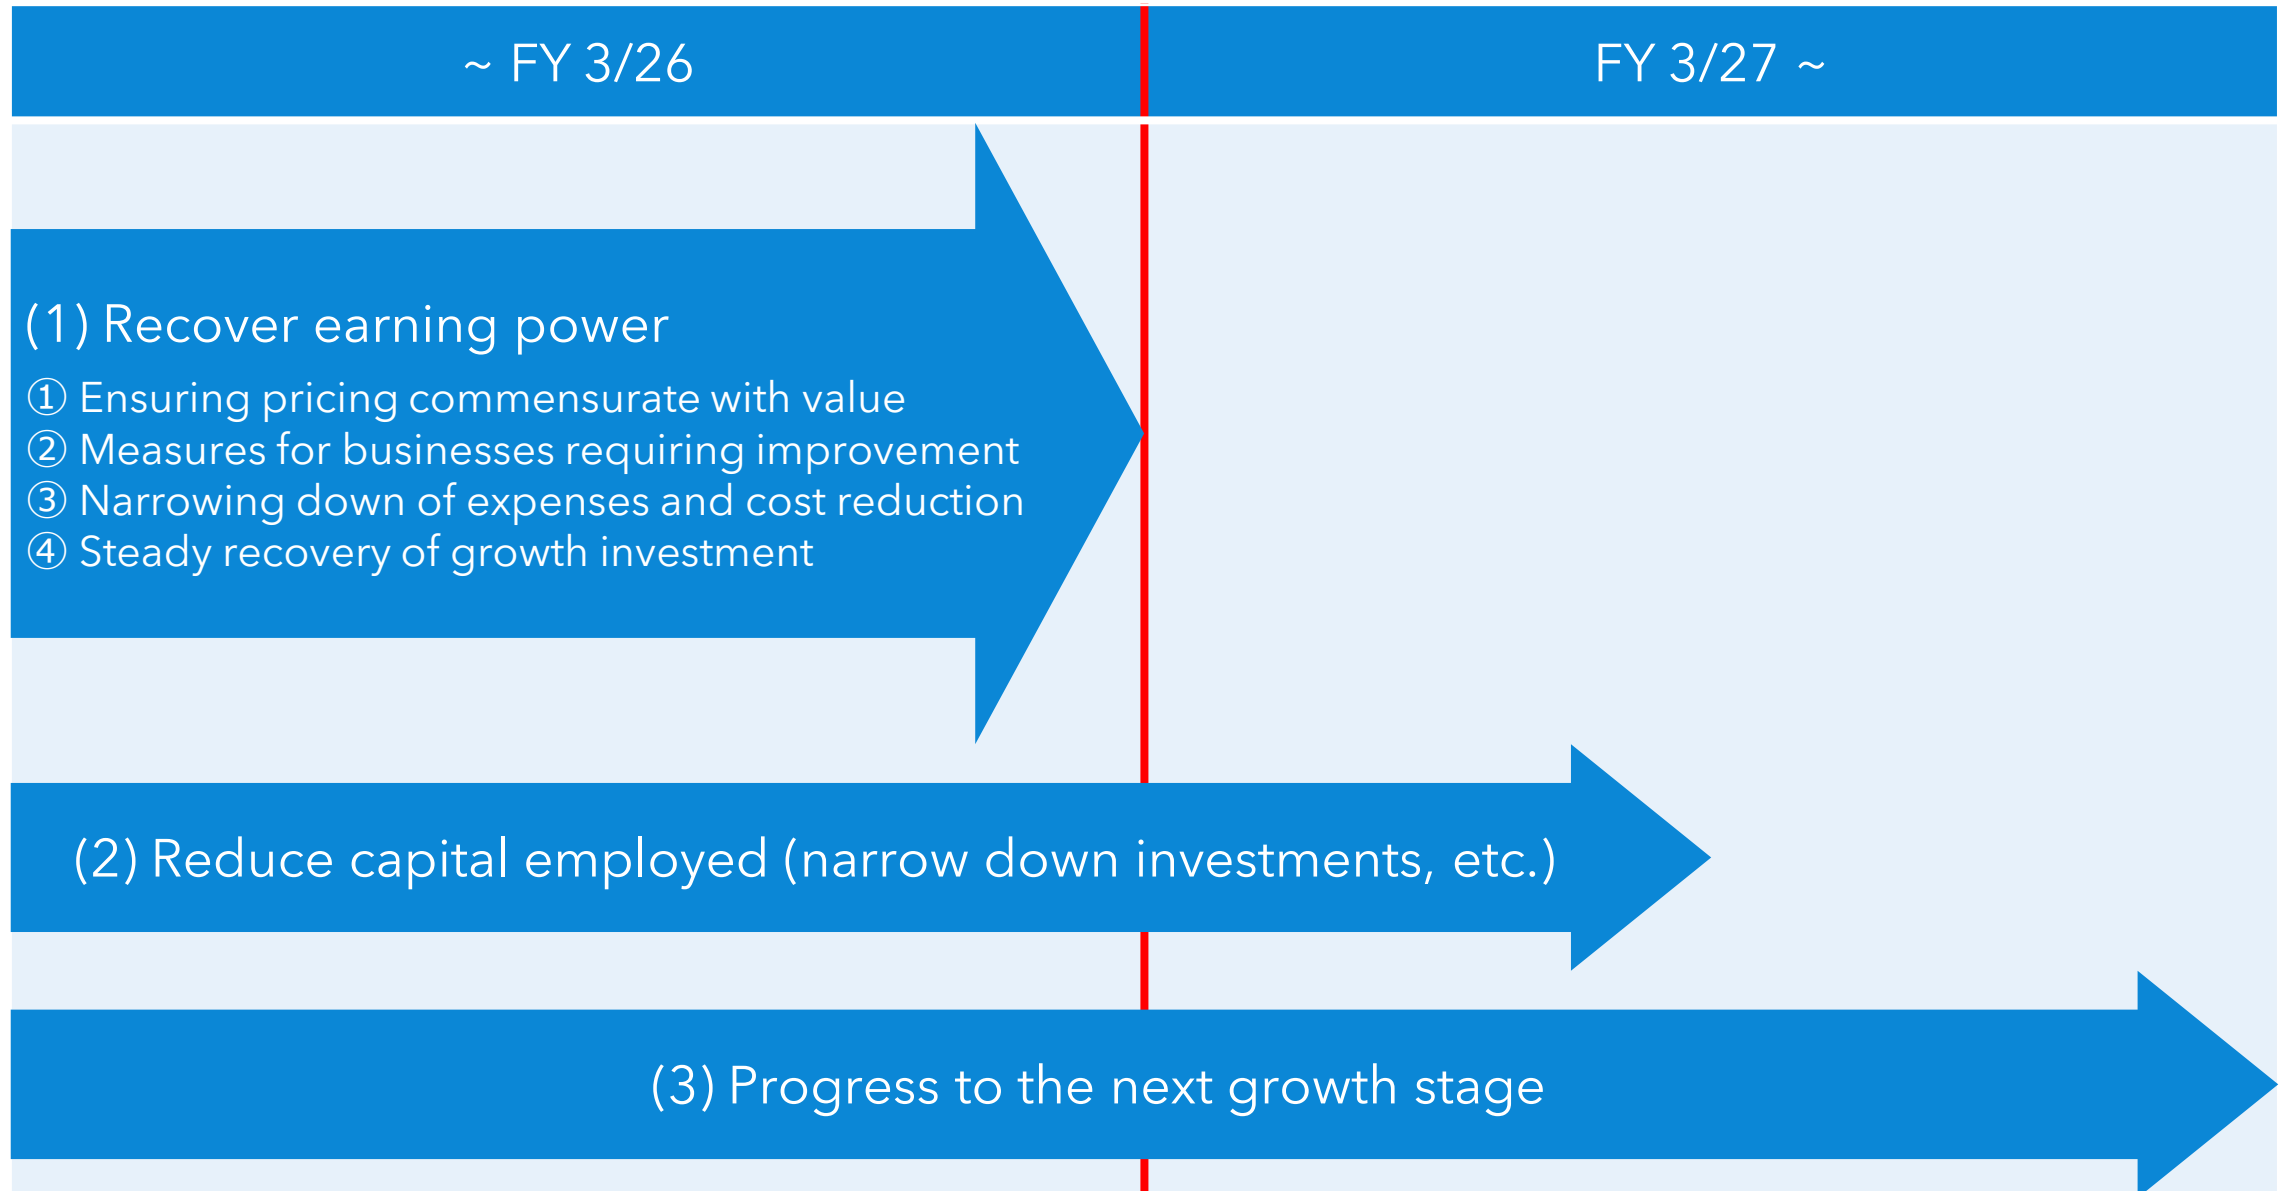 ~ FY 3/26
FY 3/27 ~
(1) Recover earning power
① Ensuring pricing commensurate with value
② Measures for businesses requiring improvement
③ Narrowing down of expenses and cost reduction
④ Steady recovery of growth investment
(2) Reduce capital employed (narrow down investments, etc.)
(3) Progress to the next growth stage